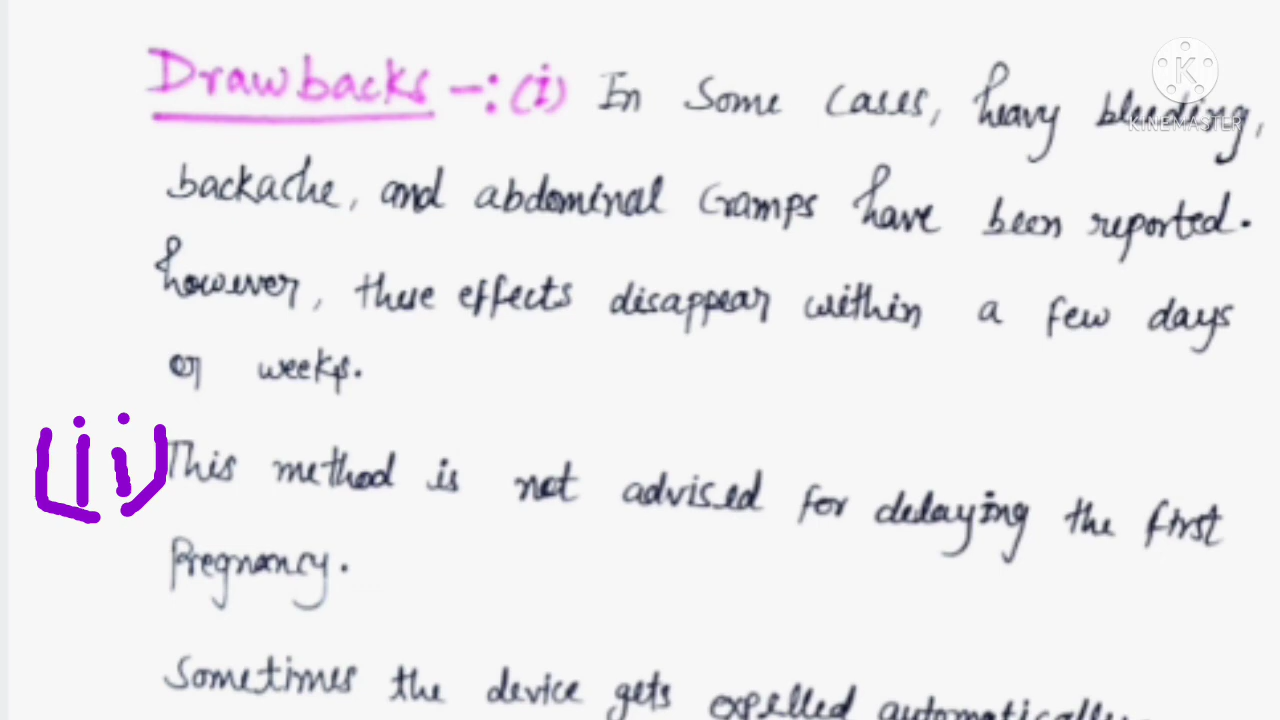 Drawbacks -: (i) In Some Cases, heavy bleeding,
backache, and abdominal Cramps have been reported.
however, these effects disappear within a few days
or weeks.
(ii) This method is not advised for delaying the first
Pregnancy.
Sometimes the device gets expelled automatically
K
KINEMASTER